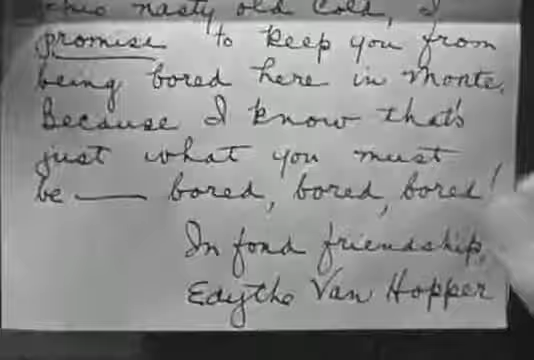 this nasty old cold, I
promise to keep you from
being bored here in Monte.
Because I know that's
just what you must
be — bored, bored, bored!
In fond friendship,
Edythe Van Hopper